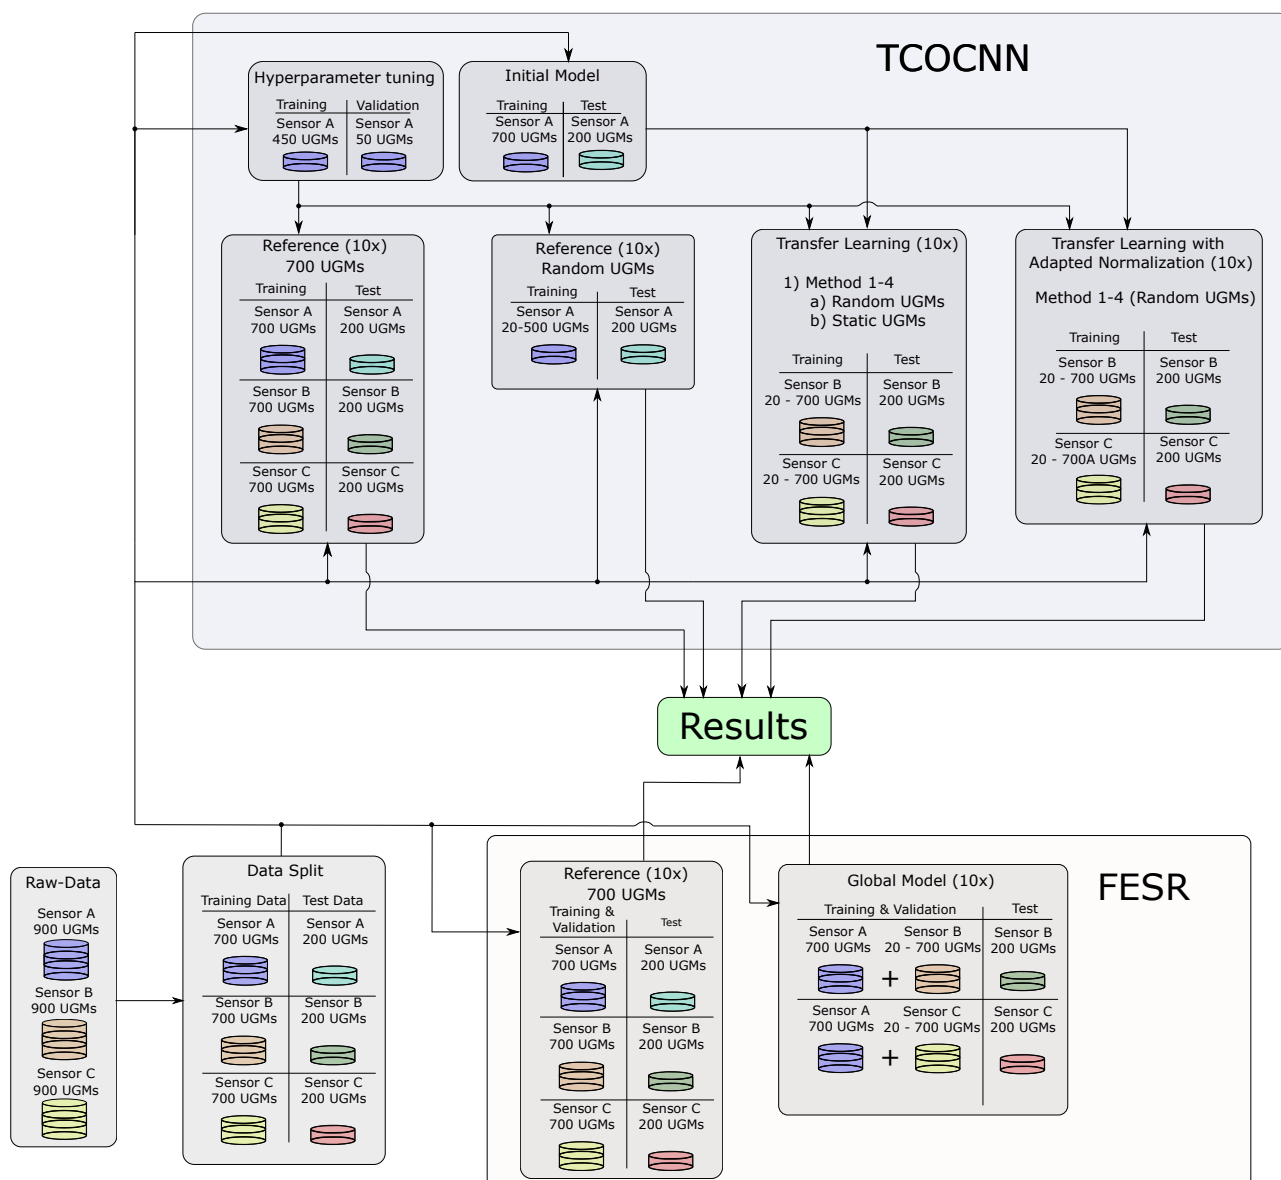 TCOCNN
Hyperparameter tuning
Training Validation
Sensor A Sensor A
450 UGMs 50 UGMs
Initial Model
Training Test
Sensor A Sensor A
700 UGMs 200 UGMs
Reference (10x)
700 UGMs
Training Test
Sensor A Sensor A
700 UGMs 200 UGMs
Sensor B Sensor B
700 UGMs 200 UGMs
Sensor C Sensor C
700 UGMs 200 UGMs
Reference (10x)
Random UGMs
Training Test
Sensor A Sensor A
20-500 UGMs 200 UGMs
Transfer Learning (10x)
1) Method 1-4
a) Random UGMs
b) Static UGMs
Training Test
Sensor B Sensor B
20 - 700 UGMs 200 UGMs
Sensor C Sensor C
20 - 700 UGMs 200 UGMs
Transfer Learning with
Adapted Normalization (10x)
Method 1-4 (Random UGMs)
Training Test
Sensor B Sensor B
20 - 700 UGMs 200 UGMs
Sensor C Sensor C
20 - 700A UGMs 200 UGMs
Results
Raw-Data
Sensor A
900 UGMs
Sensor B
900 UGMs
Sensor C
900 UGMs
Data Split
Training Data Test Data
Sensor A Sensor A
700 UGMs 200 UGMs
Sensor B Sensor B
700 UGMs 200 UGMs
Sensor C Sensor C
700 UGMs 200 UGMs
FESR
Reference (10x)
700 UGMs
Training &
Validation Test
Sensor A Sensor A
700 UGMs 200 UGMs
Sensor B Sensor B
700 UGMs 200 UGMs
Sensor C Sensor C
700 UGMs 200 UGMs
Global Model (10x)
Training & Validation Test
Sensor A Sensor B Sensor B
700 UGMs 20 - 700UGMs 200 UGMs
+
Sensor A Sensor C Sensor C
700 UGMs 20 - 700UGMs 200 UGMs
+